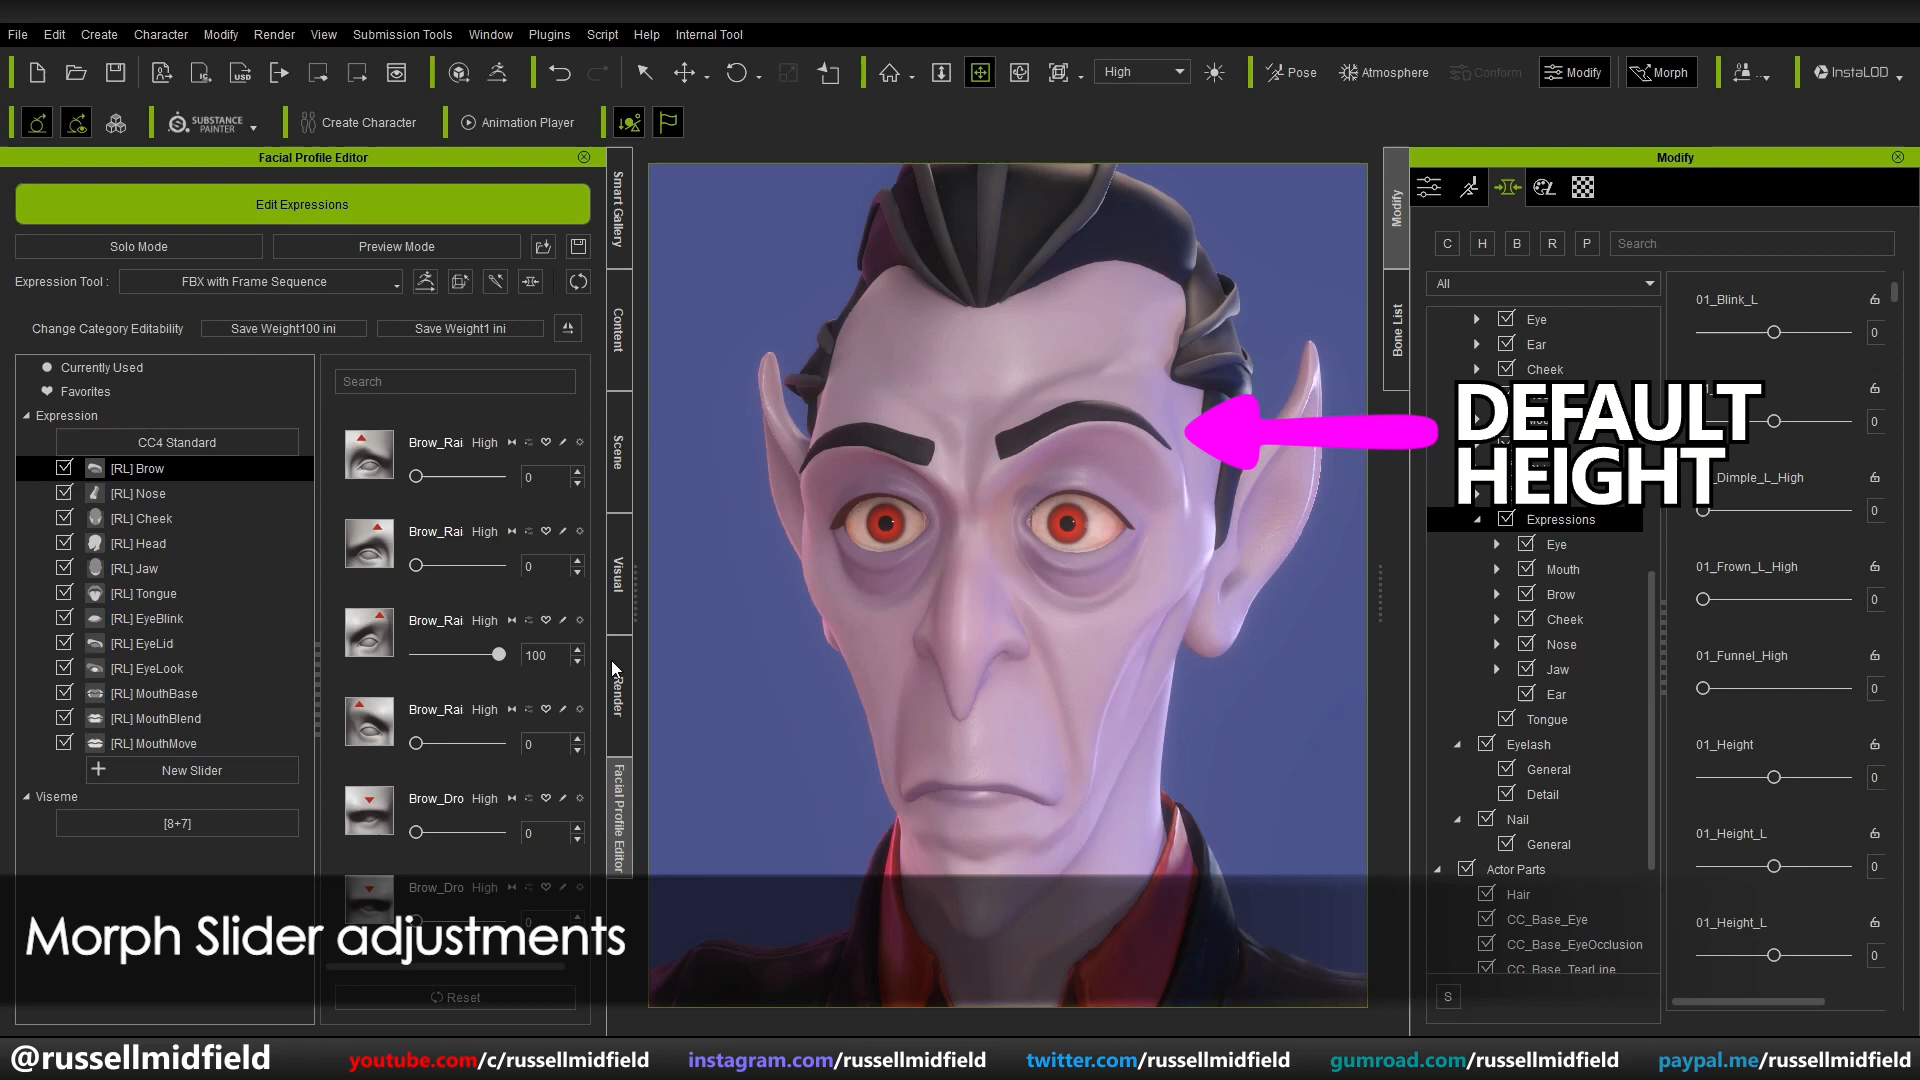 File Edit Create Character Modify Render View Submission Tools Window Plugins Script Help Internal Tool
High Pose Atmosphere Conform Modify Morph InstaLOD
SUBSTANCE PAINTER Create Character Animation Player
Facial Profile Editor
Edit Expressions
Solo Mode Preview Mode
Expression Tool : FBX with Frame Sequence
Change Category Editability Save Weight100 ini Save Weight1 ini
Currently Used
Favorites
Expression
CC4 Standard
[RL] Brow
[RL] Nose
[RL] Cheek
[RL] Head
[RL] Jaw
[RL] Tongue
[RL] EyeBlink
[RL] EyeLid
[RL] EyeLook
[RL] MouthBase
[RL] MouthBlend
[RL] MouthMove
New Slider
Viseme
[8+7]
Search
Brow_Rai High
0
Brow_Rai High
0
Brow_Rai High
100
Brow_Rai High
0
Brow_Dro High
0
Brow_Dro High
0
Reset
Smart Gallery
Content
Scene
Visual
Render
Facial Profile Editor
Modify
Bone List
Modify
C H B R P Search
All
Eye
Ear
Cheek
Expressions
Eye
Mouth
Brow
Cheek
Nose
Jaw
Ear
Tongue
Eyelash
General
Detail
Nail
General
Actor Parts
Hair
CC_Base_Eye
CC_Base_EyeOcclusion
CC_Base_TearLine
S
01_Blink_L
0
0
Dimple_L_High
0
01_Frown_L_High
0
01_Funnel_High
0
01_Height
0
01_Height_L
0
01_Height_L
0
DEFAULT
HEIGHT
Morph Slider adjustments
@russellmidfield youtube.com/c/russellmidfield instagram.com/russellmidfield twitter.com/russellmidfield gumroad.com/russellmidfield paypal.me/russellmidfield